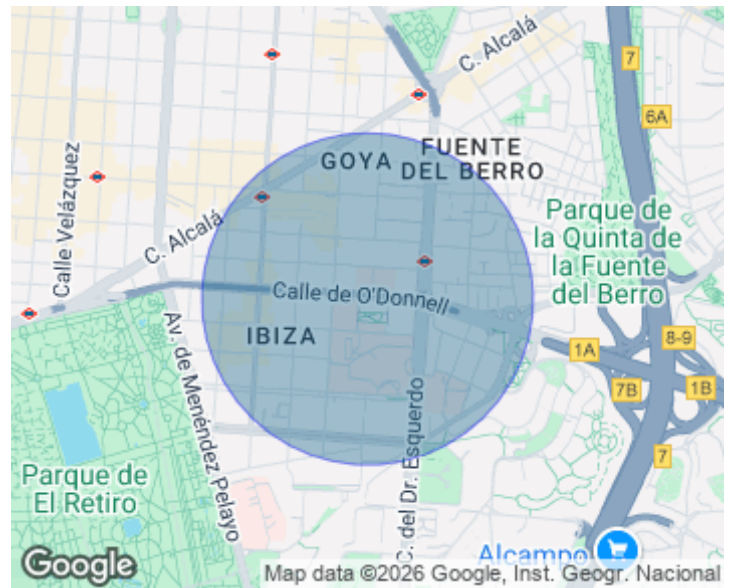 C. Alcalá
7
6A
GOYA
FUENTE
DEL BERRO
Calle Velázquez
C. Alcalá
Parque de
la Quinta de
la Fuente
del Berro
Calle de O'Donnell
IBIZA
Av. de Menéndez Pelayo
1A
8-9
7B
1B
C. del Dr. Esquerdo
7
Parque de
El Retiro
Alcampo
Google
Map data ©2026 Google, Inst. Geogr. Nacional